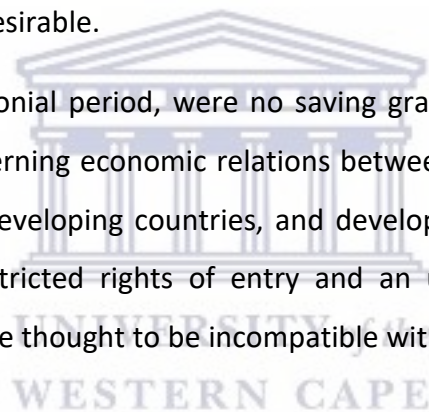 esirable.
onial period, were no saving gra
erning economic relations between
eveloping countries, and develop
tricted rights of entry and an
e thought to be incompatible wit
UNIVERSITY of the
WESTERN CAPE